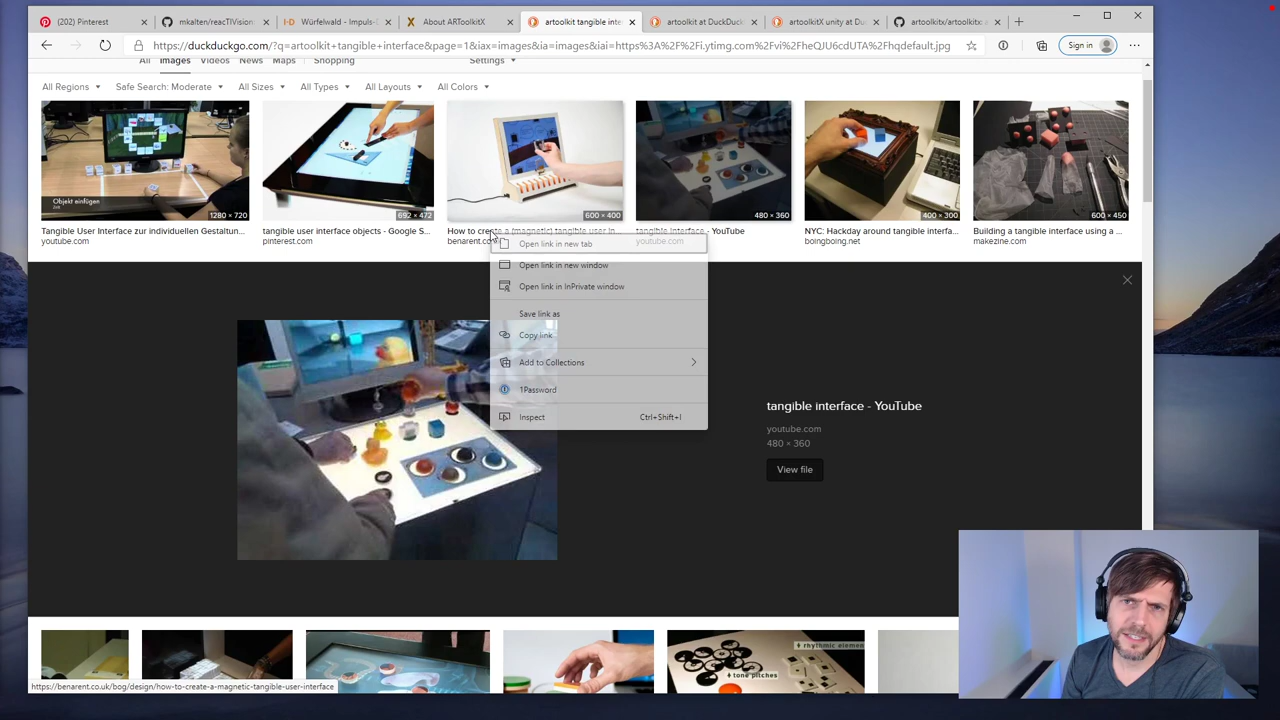 (202) Pinterest
mkalten/reacTIVision
Würfelwald - Impuls-
About ARToolkitX
artoolkit tangible inte
artoolkit at DuckDuck
artoolkitX unity at Du
artoolkitx/artoolkitx: a
https://duckduckgo.com/?q=artoolkit+tangible+interface&page=1&iax=images&ia=images&iai=https%3A%2F%2Fi.ytimg.com%2Fvi%2FheQJU6cdUTA%2Fhqdefault.jpg
Sign in
All Images Videos News Maps Shopping Settings
All Regions Safe Search: Moderate All Sizes All Types All Layouts All Colors
Objekt einfügen
1280 × 720
692 × 472
600 × 400
480 × 360
400 × 300
600 × 450
Tangible User Interface zur individuellen Gestaltun...
youtube.com
tangible user interface objects - Google S...
pinterest.com
How to create a (magnetic) tangible user in...
benarent.co
tangible interface - YouTube
youtube.com
NYC: Hackday around tangible interfa...
boingboing.net
Building a tangible interface using a ...
makezine.com
Open link in new tab
Open link in new window
Open link in InPrivate window
Save link as
Copy link
Add to Collections
1Password
Inspect Ctrl+Shift+I
tangible interface - YouTube
youtube.com
480 × 360
View file
rhythmic elemen
tone pitches
https://benarent.co.uk/bog/design/how-to-create-a-magnetic-tangible-user-interface